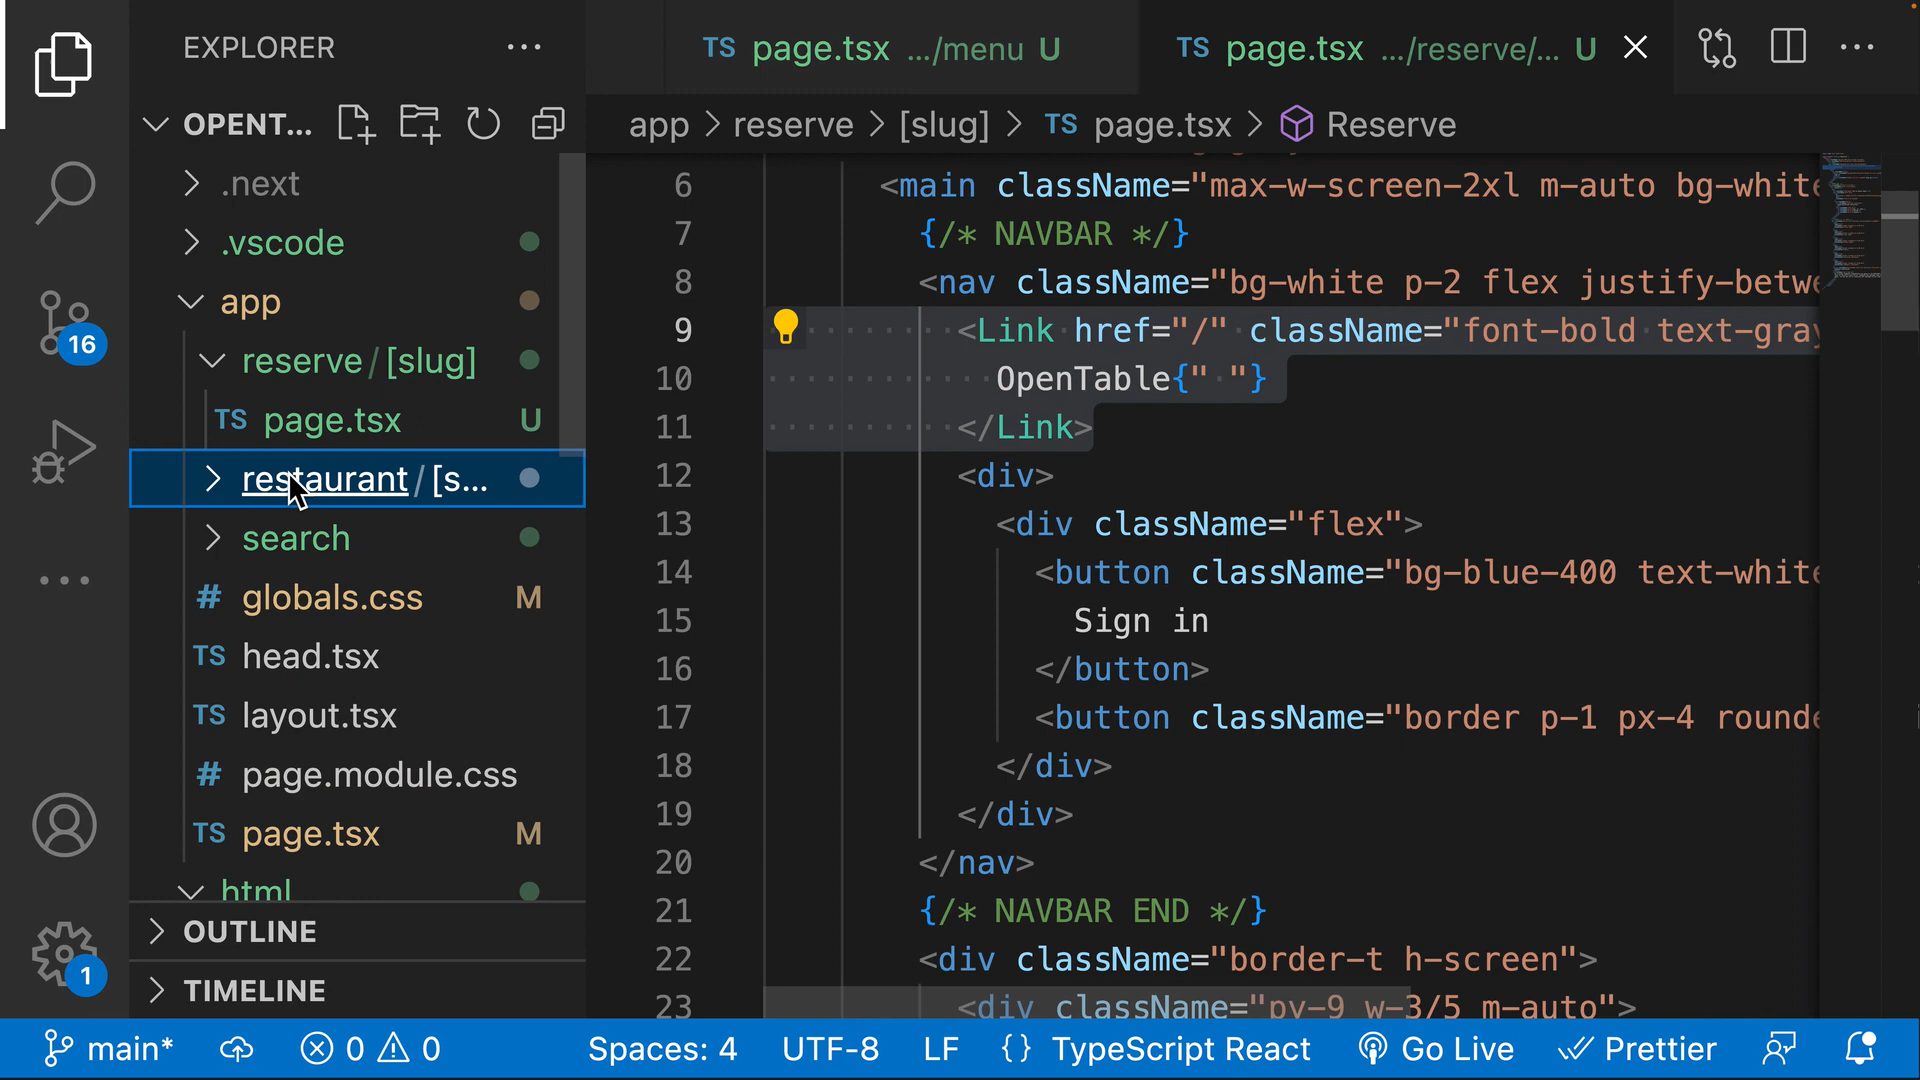 EXPLORER
OPENT...
.next
.vscode
app
reserve / [slug]
TS page.tsx U
restaurant / [s...
search
# globals.css M
TS head.tsx
TS layout.tsx
# page.module.css
TS page.tsx M
html
OUTLINE
TIMELINE
16
1
TS page.tsx .../menu U
TS page.tsx .../reserve/... U
app > reserve > [slug] > TS page.tsx > Reserve
6 <main className="max-w-screen-2xl m-auto bg-white
7 {/* NAVBAR */}
8 <nav className="bg-white p-2 flex justify-betwe
9 <Link href="/" className="font-bold text-gray
10 OpenTable{" "}
11 </Link>
12 <div>
13 <div className="flex">
14 <button className="bg-blue-400 text-white
15 Sign in
16 </button>
17 <button className="border p-1 px-4 rounde
18 </div>
19 </div>
20 </nav>
21 {/* NAVBAR END */}
22 <div className="border-t h-screen">
23 <div className="py-9 w-3/5 m-auto">
main* 0 0 Spaces: 4 UTF-8 LF {} TypeScript React Go Live Prettier